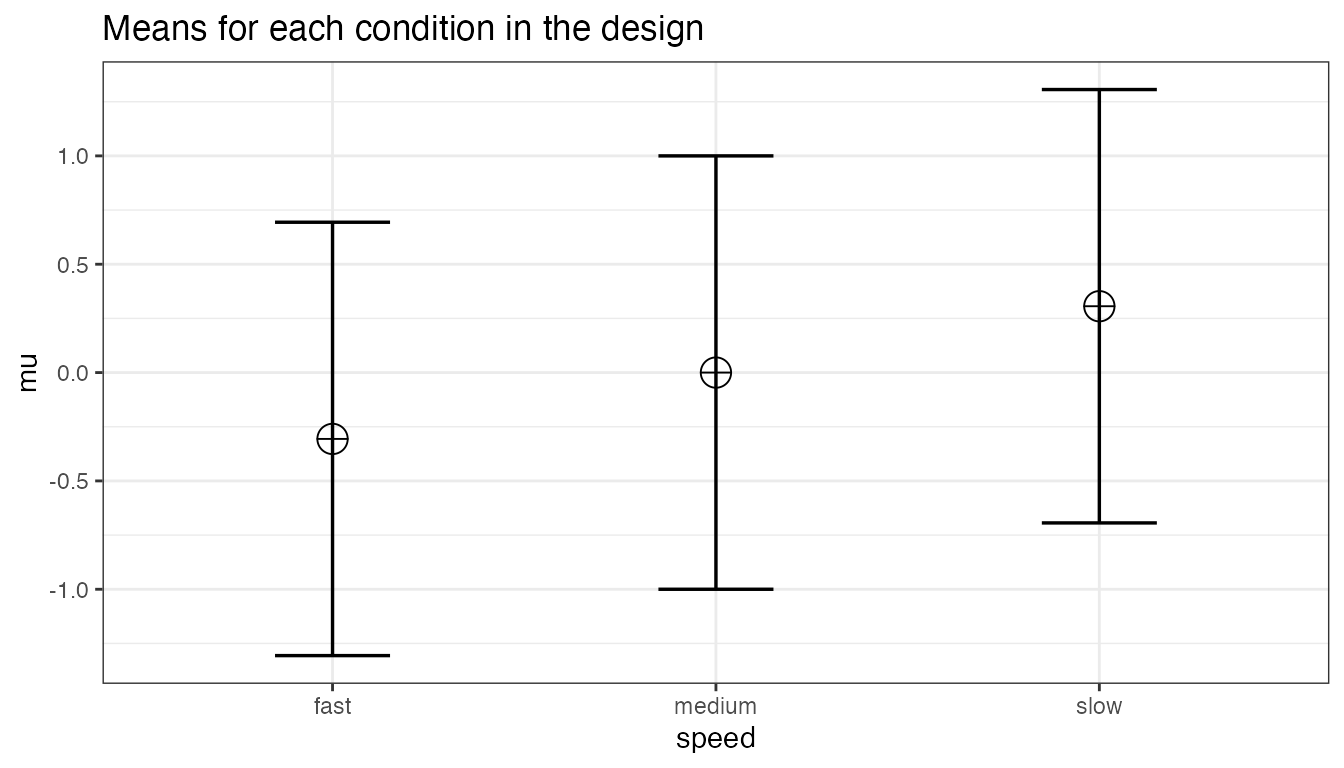 Means for each condition in the design
1.0
0.5
0.0
-0.5
-1.0
mu
fast medium slow
speed